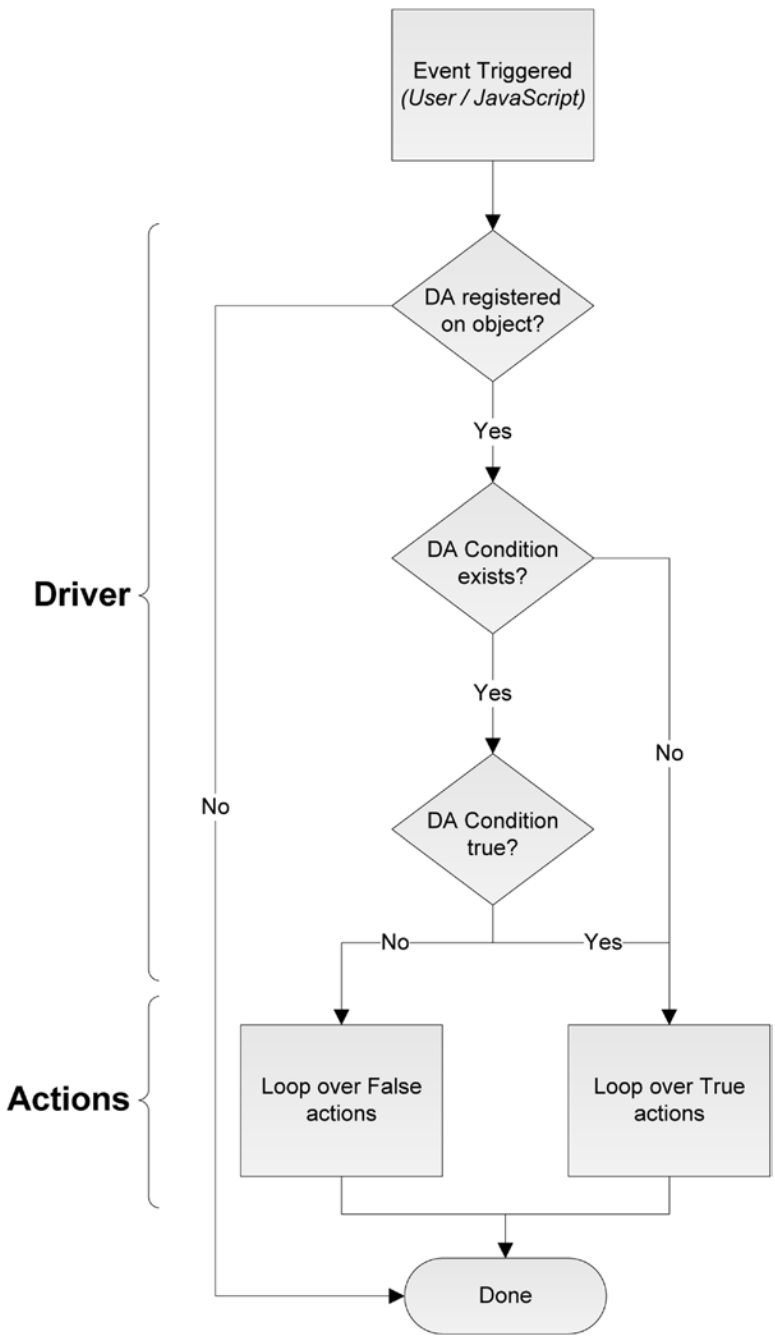 Event Triggered
(User / JavaScript)
DA registered
on object?
Yes
DA Condition
exists?
Driver
Yes
No
No
DA Condition
true?
No
Yes
Loop over False
actions
Loop over True
actions
Actions
Done